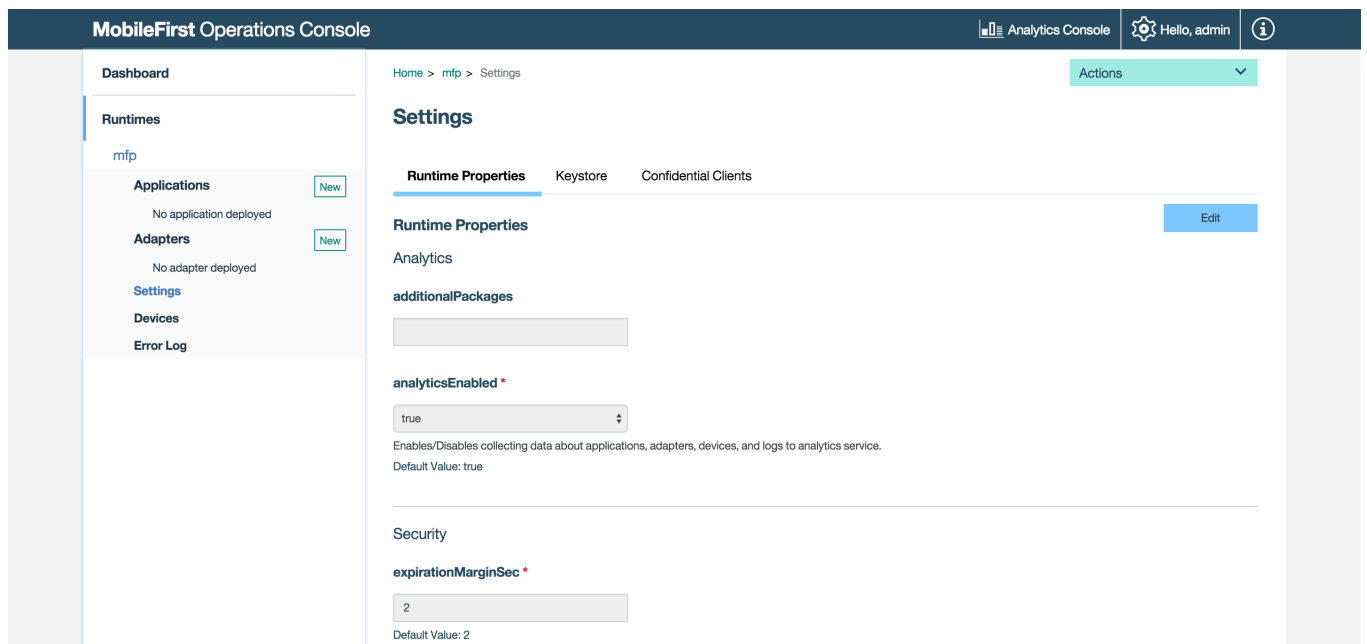 MobileFirst Operations Console
Analytics Console
Hello, admin
Dashboard
Runtimes
mfp
Applications New
No application deployed
Adapters New
No adapter deployed
Settings
Devices
Error Log
Home > mfp > Settings
Actions
Settings
Runtime Properties Keystore Confidential Clients
Runtime Properties
Edit
Analytics
additionalPackages
analyticsEnabled *
true
Enables/Disables collecting data about applications, adapters, devices, and logs to analytics service.
Default Value: true
Security
expirationMarginSec *
2
Default Value: 2